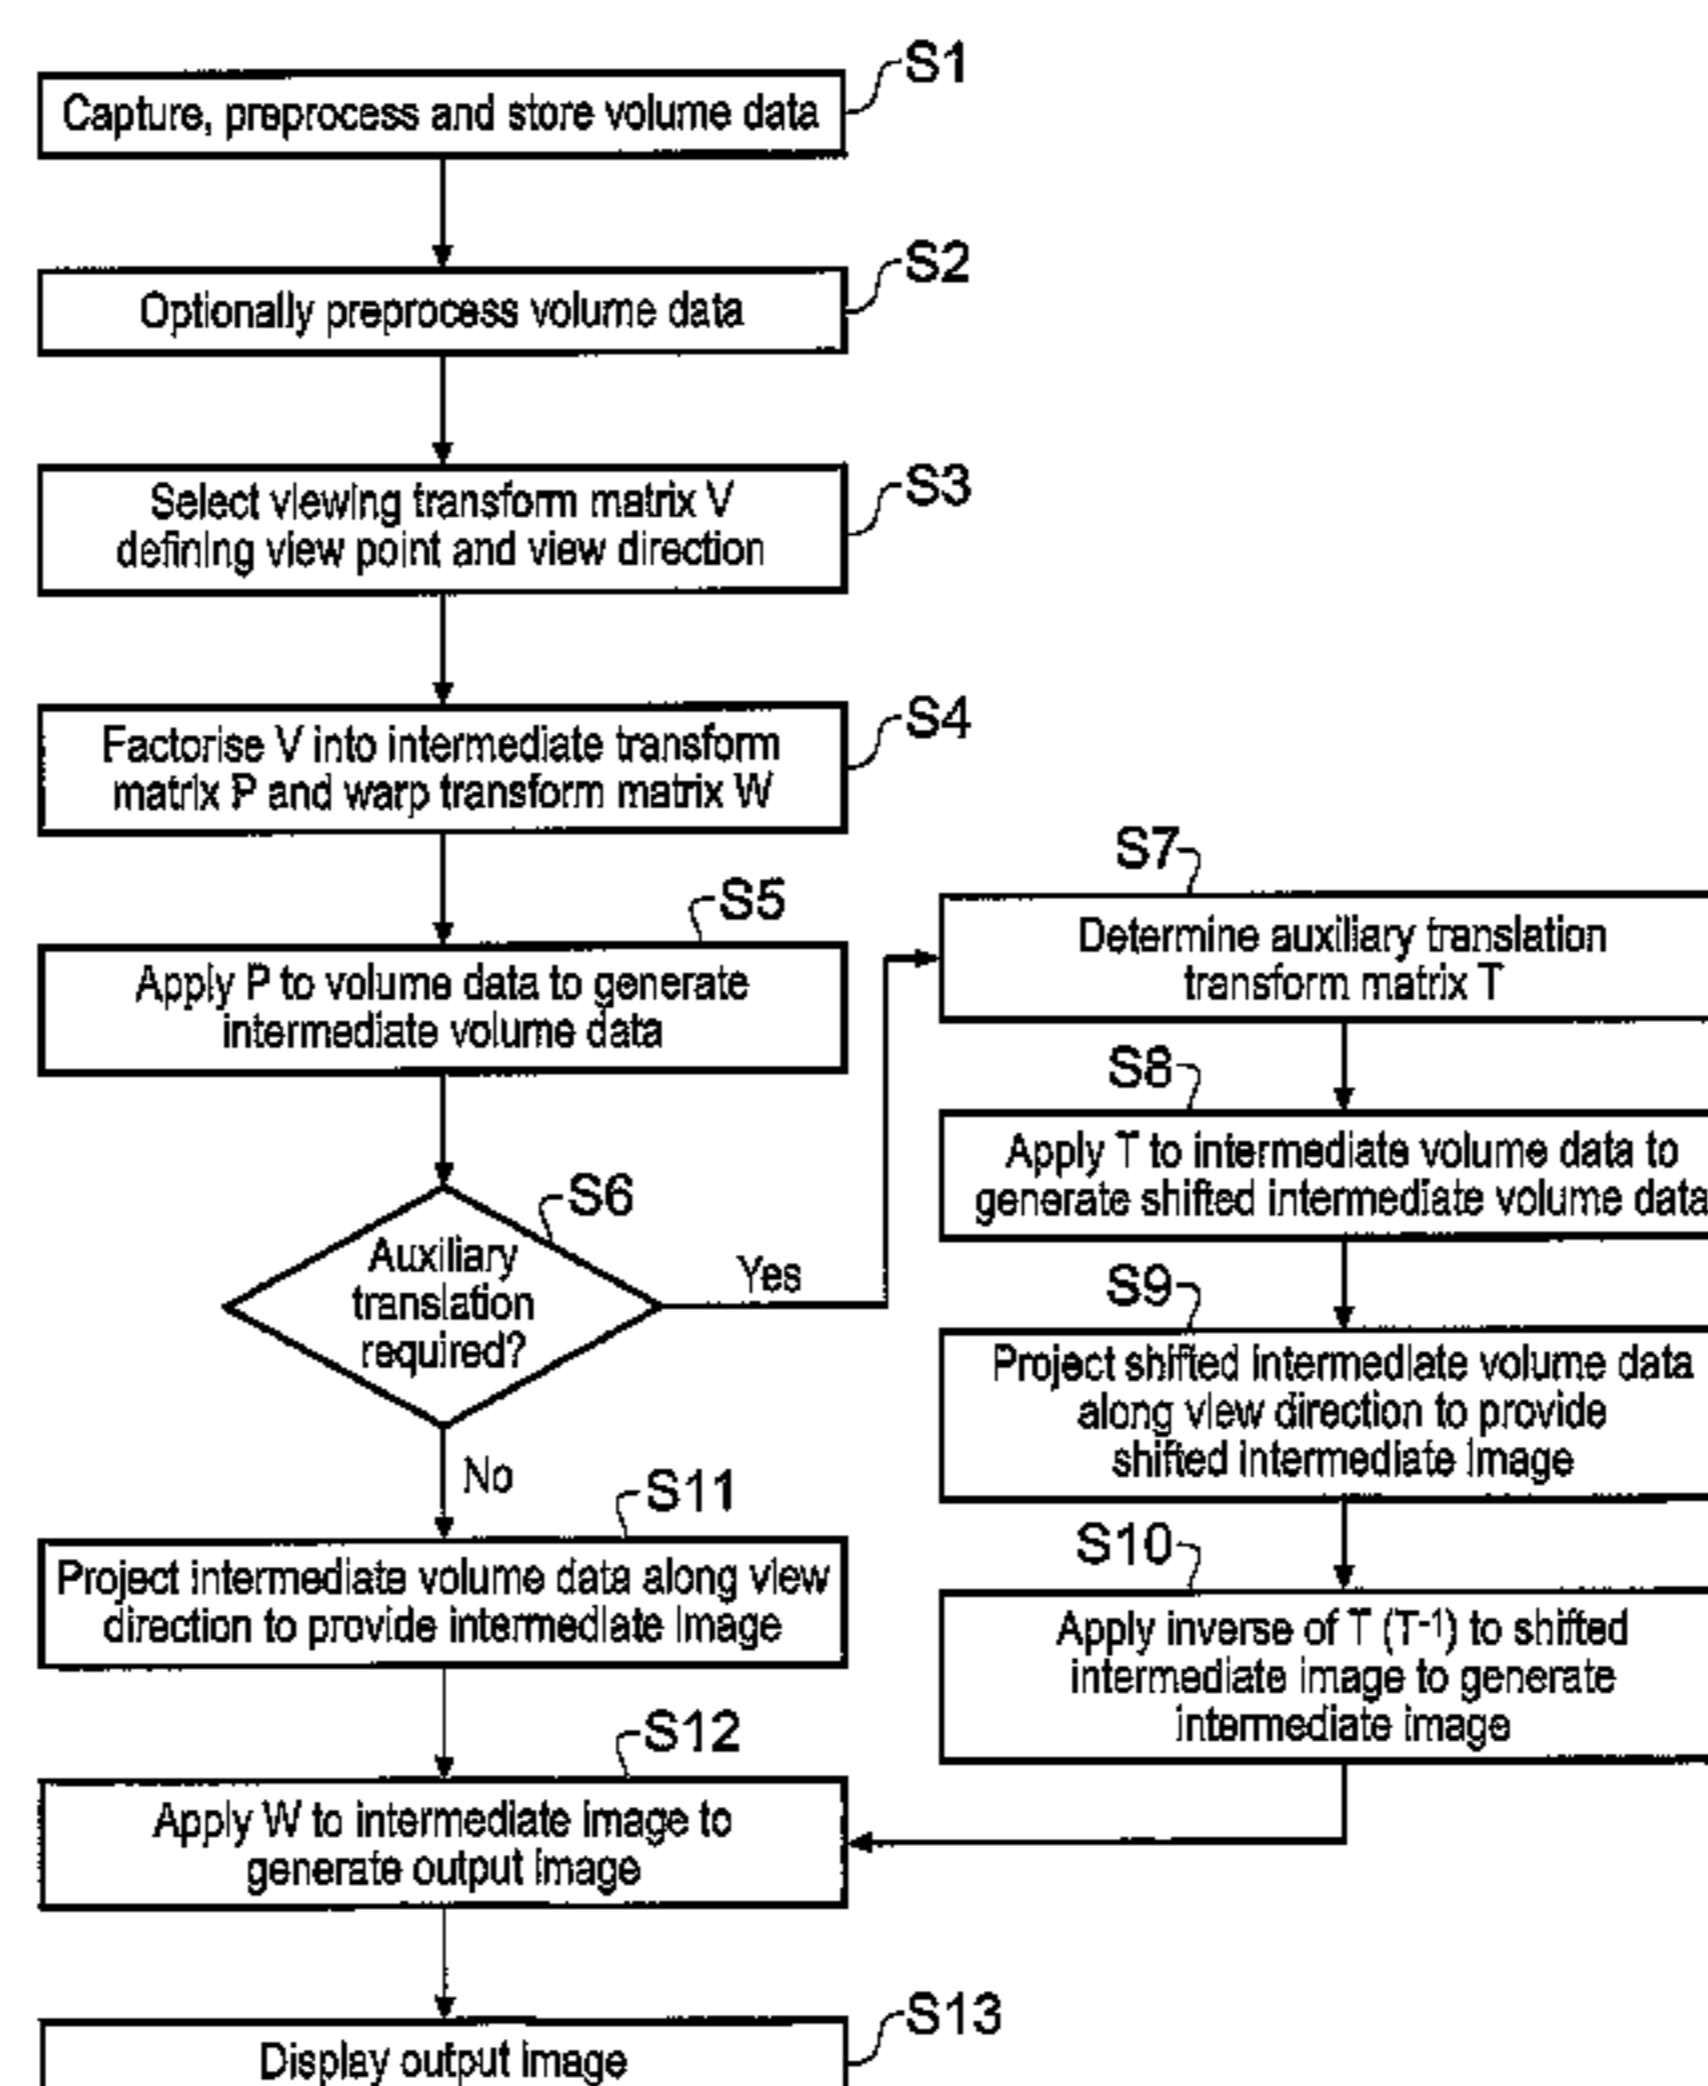 S1
Capture, preprocess and store volume data
S2
Optionally preprocess volume data
S3
Select viewing transform matrix V
defining view point and view direction
S4
Factorise V into intermediate transform
matrix P and warp transform matrix W
S5
Apply P to volume data to generate
intermediate volume data
S6
Auxiliary
translation
required?
Yes
No
S7
Determine auxiliary translation
transform matrix T
S8
Apply T to intermediate volume data to
generate shifted intermediate volume data
S9
Project shifted intermediate volume data
along view direction to provide
shifted intermediate image
S10
Apply inverse of T (T-1) to shifted
intermediate image to generate
intermediate image
S11
Project intermediate volume data along view
direction to provide intermediate image
S12
Apply W to intermediate image to
generate output image
S13
Display output image